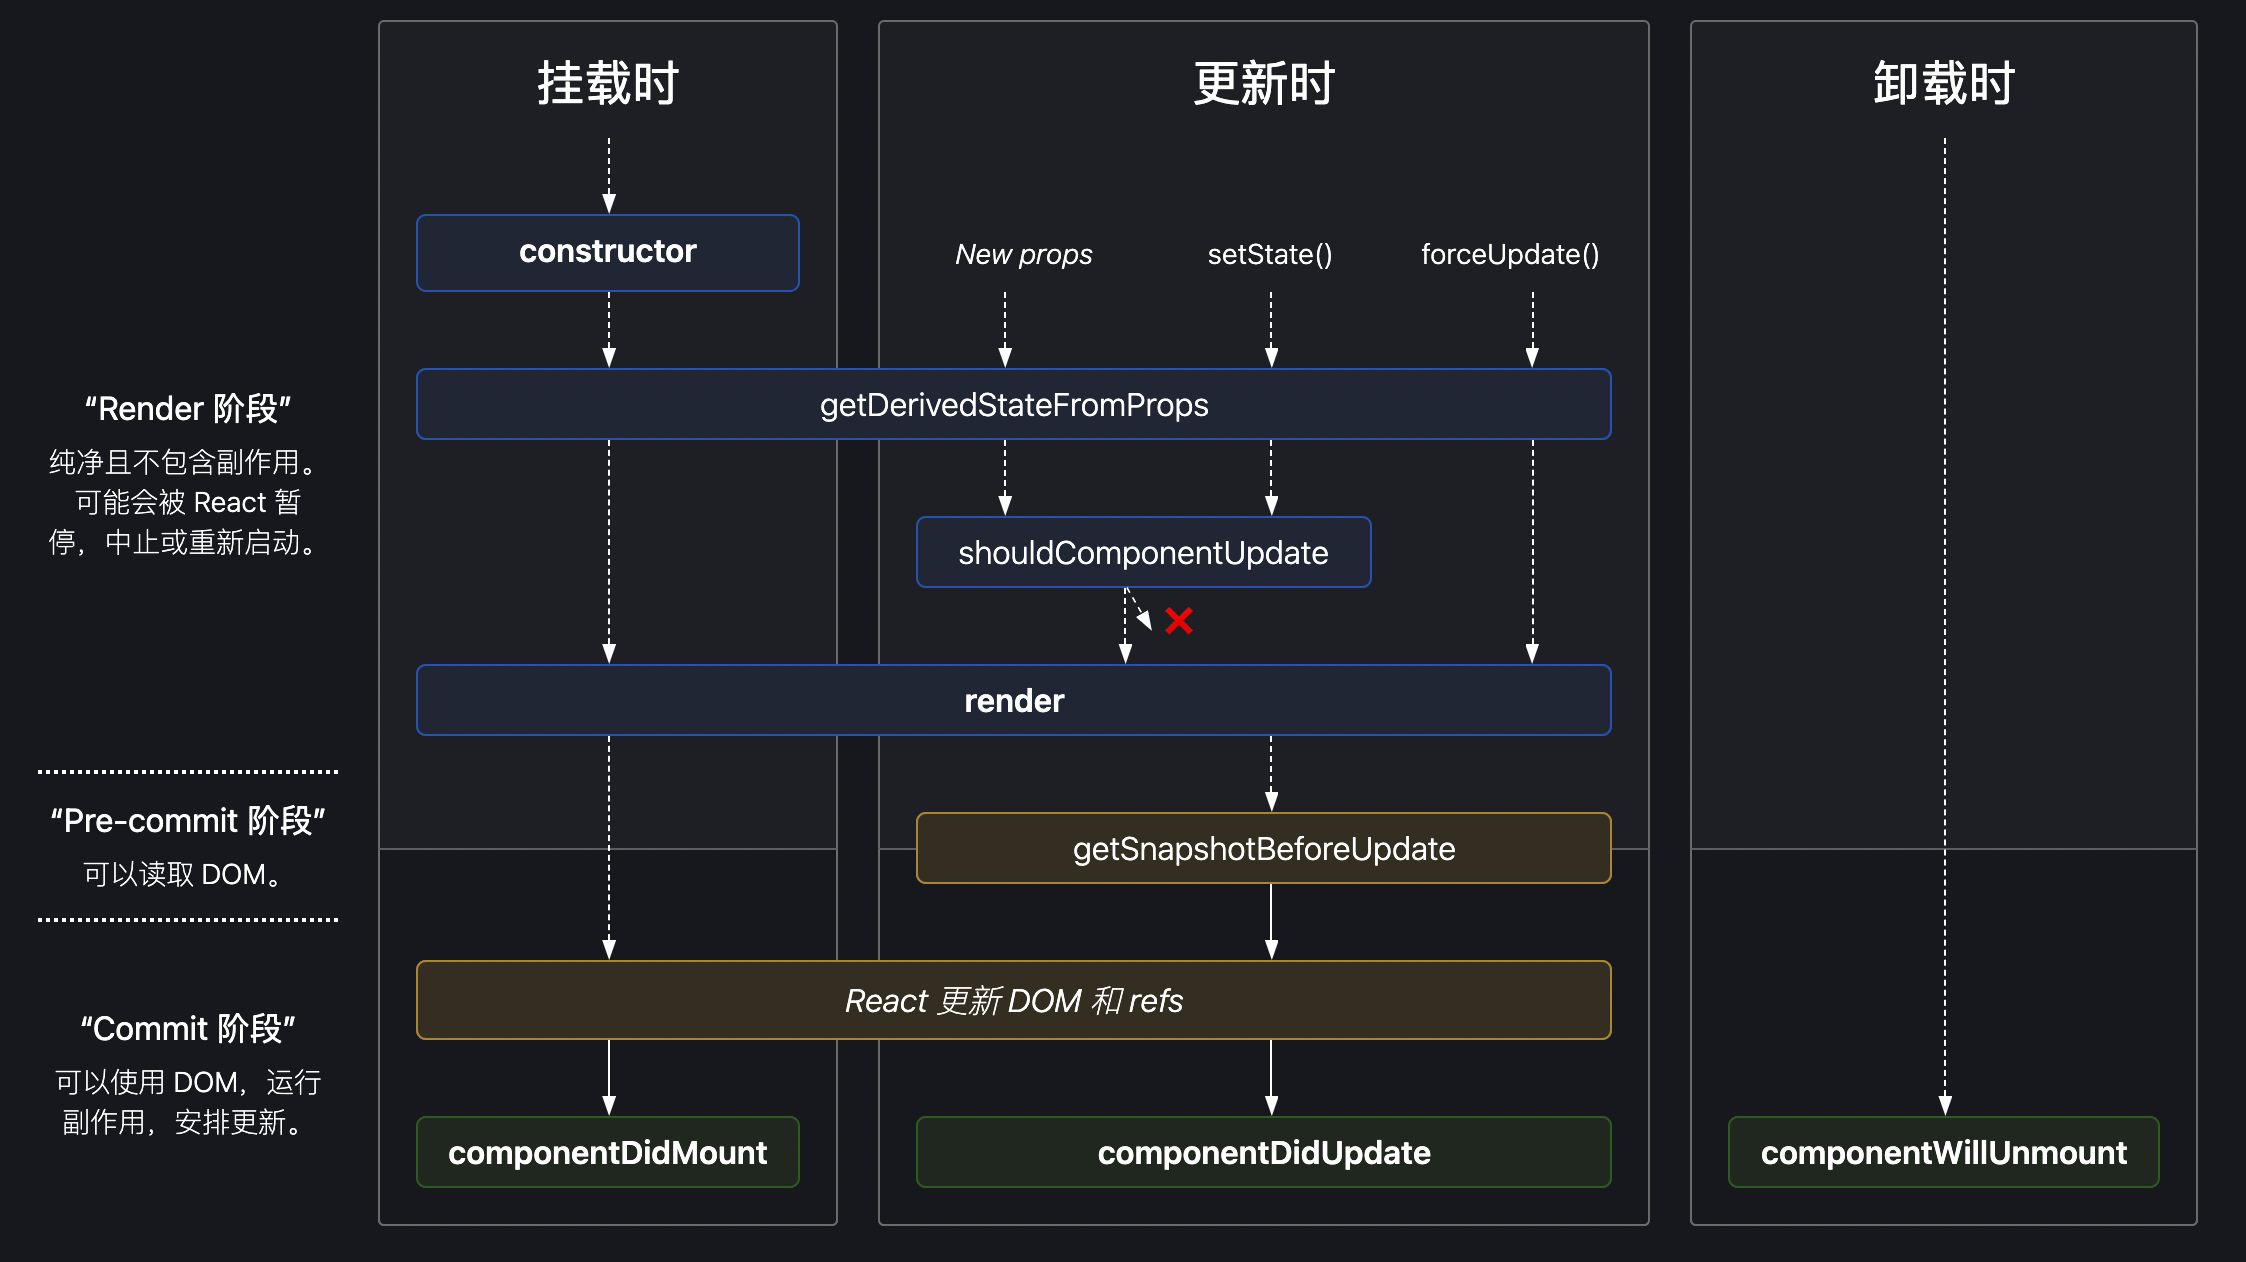 挂载时
更新时
卸载时
constructor
New props
setState()
forceUpdate()
getDerivedStateFromProps
“Render 阶段”
纯净且不包含副作用。
可能会被 React 暂
停，中止或重新启动。
shouldComponentUpdate
render
“Pre-commit 阶段”
可以读取 DOM。
getSnapshotBeforeUpdate
React 更新 DOM 和 refs
“Commit 阶段”
可以使用 DOM，运行
副作用，安排更新。
componentDidMount
componentDidUpdate
componentWillUnmount